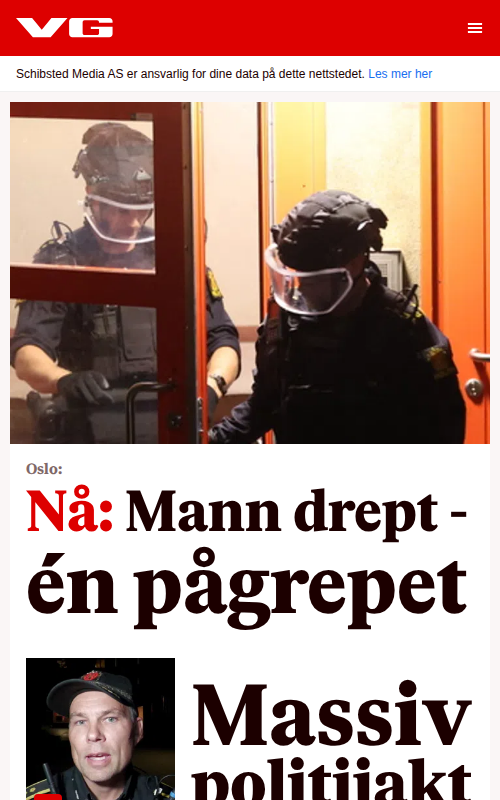 VG
Schibsted Media AS er ansvarlig for dine data på dette nettstedet. Les mer her
Oslo:
Nå: Mann drept -
én pågrepet
Massiv
politijakt